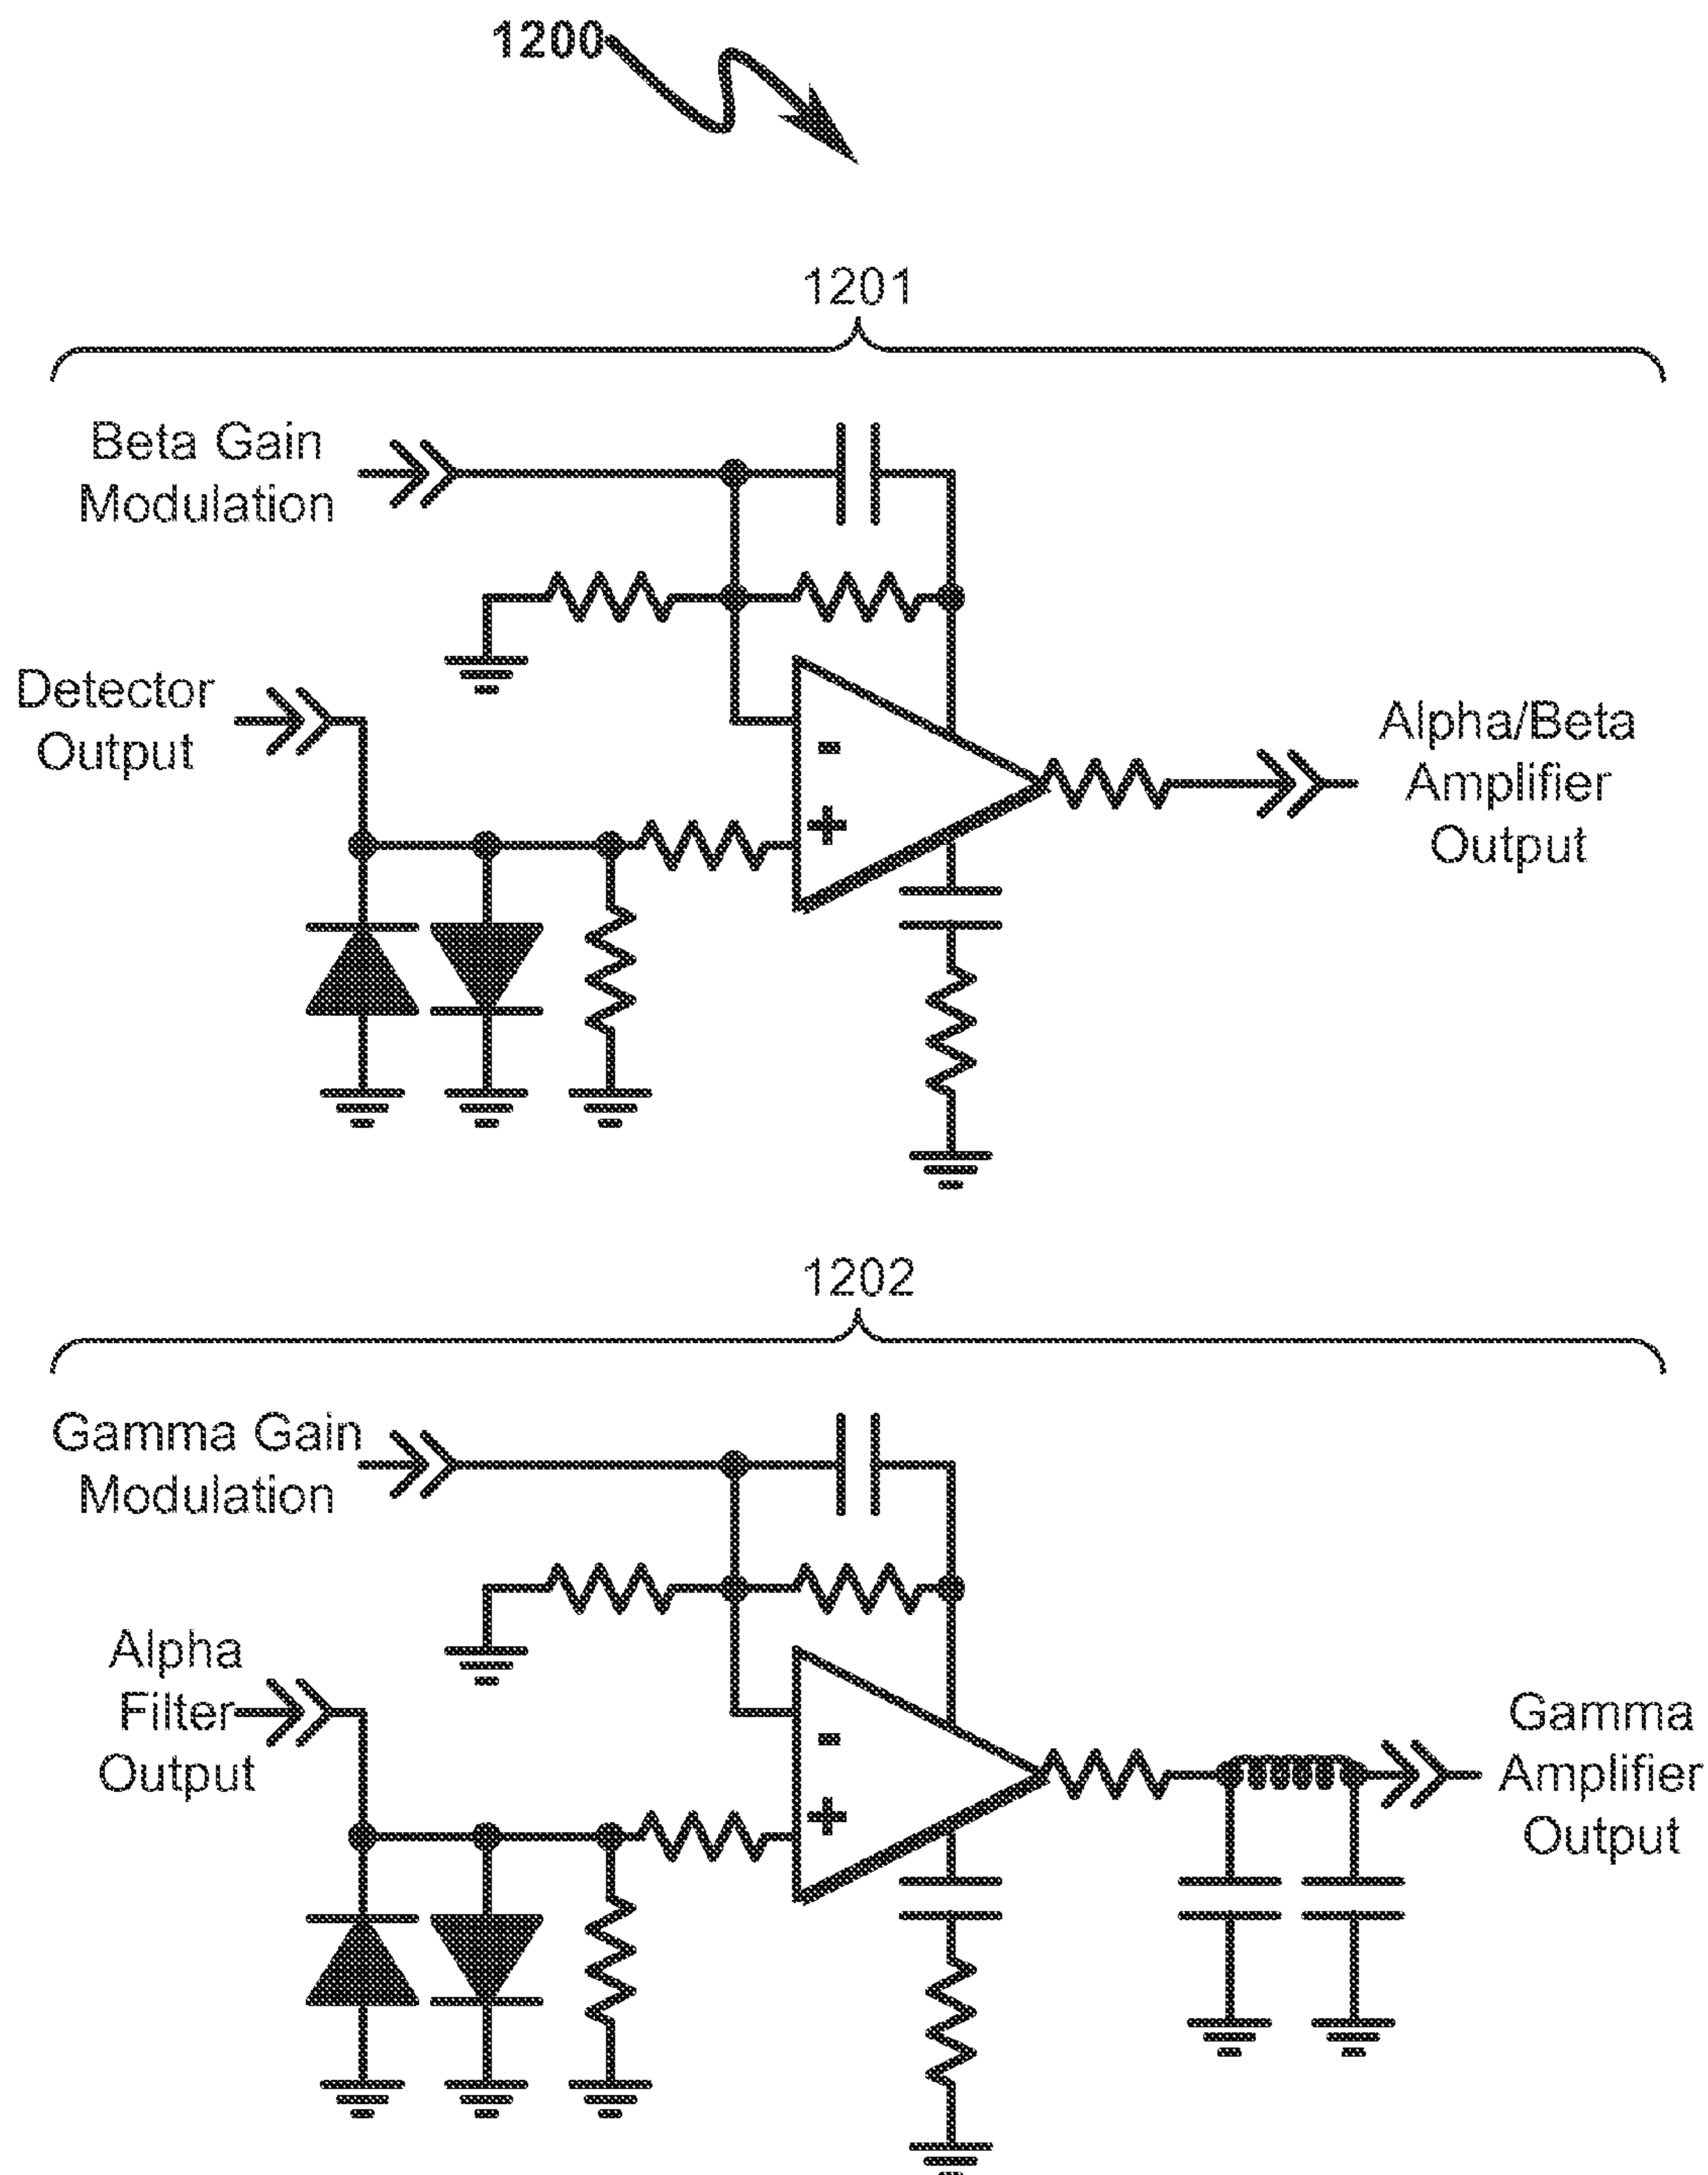 1200
1201
Beta Gain
Modulation
Detector
Output
-
+
Alpha/Beta
Amplifier
Output
1202
Gamma Gain
Modulation
Alpha
Filter
Output
-
+
Gamma
Amplifier
Output